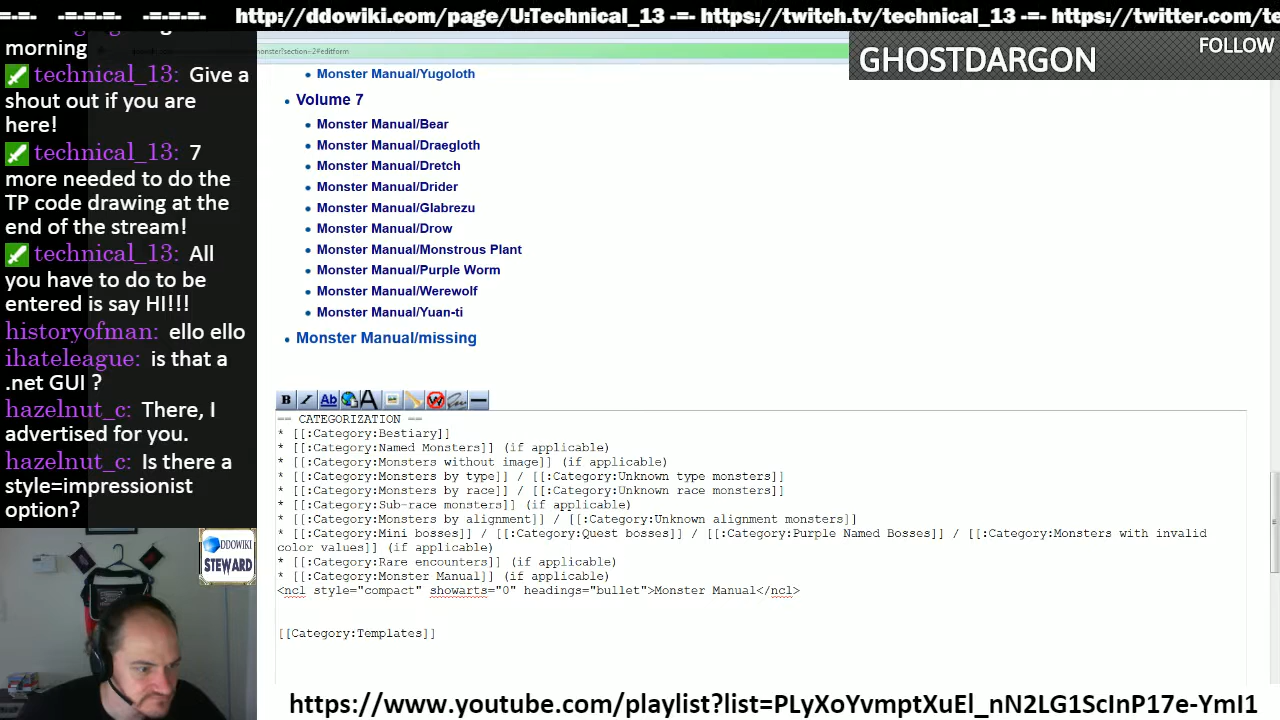 -=-=-    -=-=-=-    -=-=-=-    http://ddowiki.com/page/U:Technical_13 -=- https://twitch.tv/technical_13 -=- https://twitter.com/te
morning
technical_13: Give a
shout out if you are
here!
technical_13: 7
more needed to do the
TP code drawing at the
end of the stream!
technical_13: All
you have to do to be
entered is say HI!!!
historyofman: ello ello
ihateleague: is that a
.net GUI ?
hazelnut_c: There, I
advertised for you.
hazelnut_c: Is there a
style=impressionist
option?
DDOWIKI
STEWARD
monster?section=2#editform
FOLLOW
GHOSTDARGON
Monster Manual/Yugoloth
Volume 7
Monster Manual/Bear
Monster Manual/Draegloth
Monster Manual/Dretch
Monster Manual/Drider
Monster Manual/Glabrezu
Monster Manual/Drow
Monster Manual/Monstrous Plant
Monster Manual/Purple Worm
Monster Manual/Werewolf
Monster Manual/Yuan-ti
Monster Manual/missing
B I Ab A W
== CATEGORIZATION ==
* [[:Category:Bestiary]]
* [[:Category:Named Monsters]] (if applicable)
* [[:Category:Monsters without image]] (if applicable)
* [[:Category:Monsters by type]] / [[:Category:Unknown type monsters]]
* [[:Category:Monsters by race]] / [[:Category:Unknown race monsters]]
* [[:Category:Sub-race monsters]] (if applicable)
* [[:Category:Monsters by alignment]] / [[:Category:Unknown alignment monsters]]
* [[:Category:Mini bosses]] / [[:Category:Quest bosses]] / [[:Category:Purple Named Bosses]] / [[:Category:Monsters with invalid
color values]] (if applicable)
* [[:Category:Rare encounters]] (if applicable)
* [[:Category:Monster Manual]] (if applicable)
<ncl style="compact" showarts="0" headings="bullet">Monster Manual</ncl>
[[Category:Templates]]
https://www.youtube.com/playlist?list=PLyXoYvmptXuEl_nN2LG1ScInP17e-YmI1